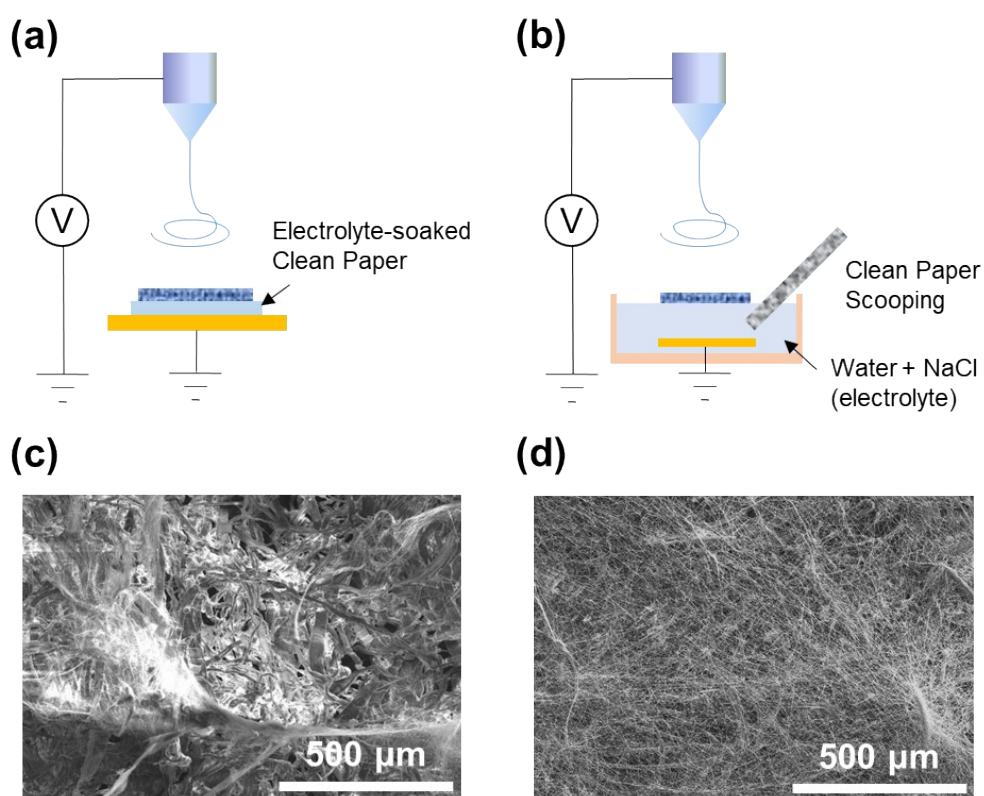 (a)
(b)
V
Electrolyte-soaked
Clean Paper
V
Clean Paper
Scooping
Water + NaCl
(electrolyte)
(c)
(d)
500 μm
500 μm